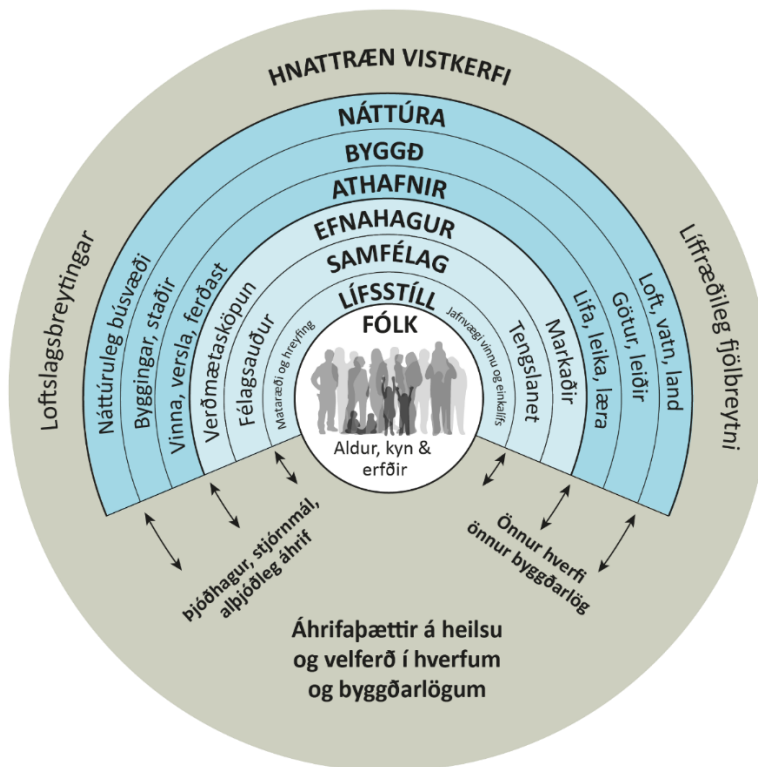 HNATTRÆN VISTKERFI
NÁTTÚRA
BYGGÐ
ATHAFNIR
EFNAHAGUR
SAMFÉLAG
LÍFSSTÍLL
FÓLK
Aldur, kyn &
erfðir
Loftslagsbreytingar
Náttúruleg búsvæði
Byggingar, staðir
Vinna, versla, ferðast
Verðmætasköpun
Félagsauður
Mataræði og hreyfing
Jafnvægi vinnu og einkalífs
Tengslanet
Markaðir
Lifa, leika, læra
Götur, leiðir
Loft, vatn, land
Líffræðileg fjölbreytni
Þjóðhagur, stjórnmál,
alþjóðleg áhrif
Önnur hverfi
önnur byggðarlög
Áhrifaþættir á heilsu
og velferð í hverfum
og byggðarlögum